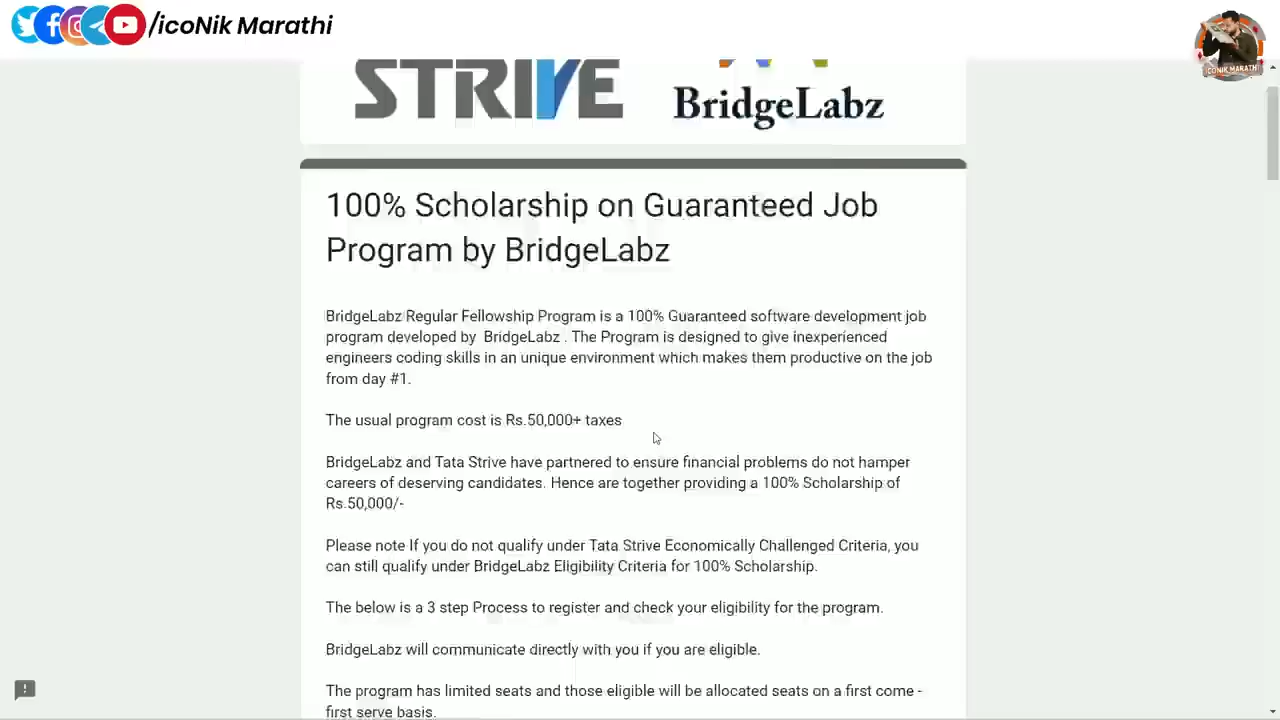 /icoNik Marathi
ICONIK MARATHI
STRIVE
BridgeLabz
100% Scholarship on Guaranteed Job
Program by BridgeLabz
BridgeLabz Regular Fellowship Program is a 100% Guaranteed software development job
program developed by  BridgeLabz . The Program is designed to give inexperienced
engineers coding skills in an unique environment which makes them productive on the job
from day #1.
The usual program cost is Rs.50,000+ taxes
BridgeLabz and Tata Strive have partnered to ensure financial problems do not hamper
careers of deserving candidates. Hence are together providing a 100% Scholarship of
Rs.50,000/-
Please note If you do not qualify under Tata Strive Economically Challenged Criteria, you
can still qualify under BridgeLabz Eligibility Criteria for 100% Scholarship.
The below is a 3 step Process to register and check your eligibility for the program.
BridgeLabz will communicate directly with you if you are eligible.
The program has limited seats and those eligible will be allocated seats on a first come -
first serve basis.